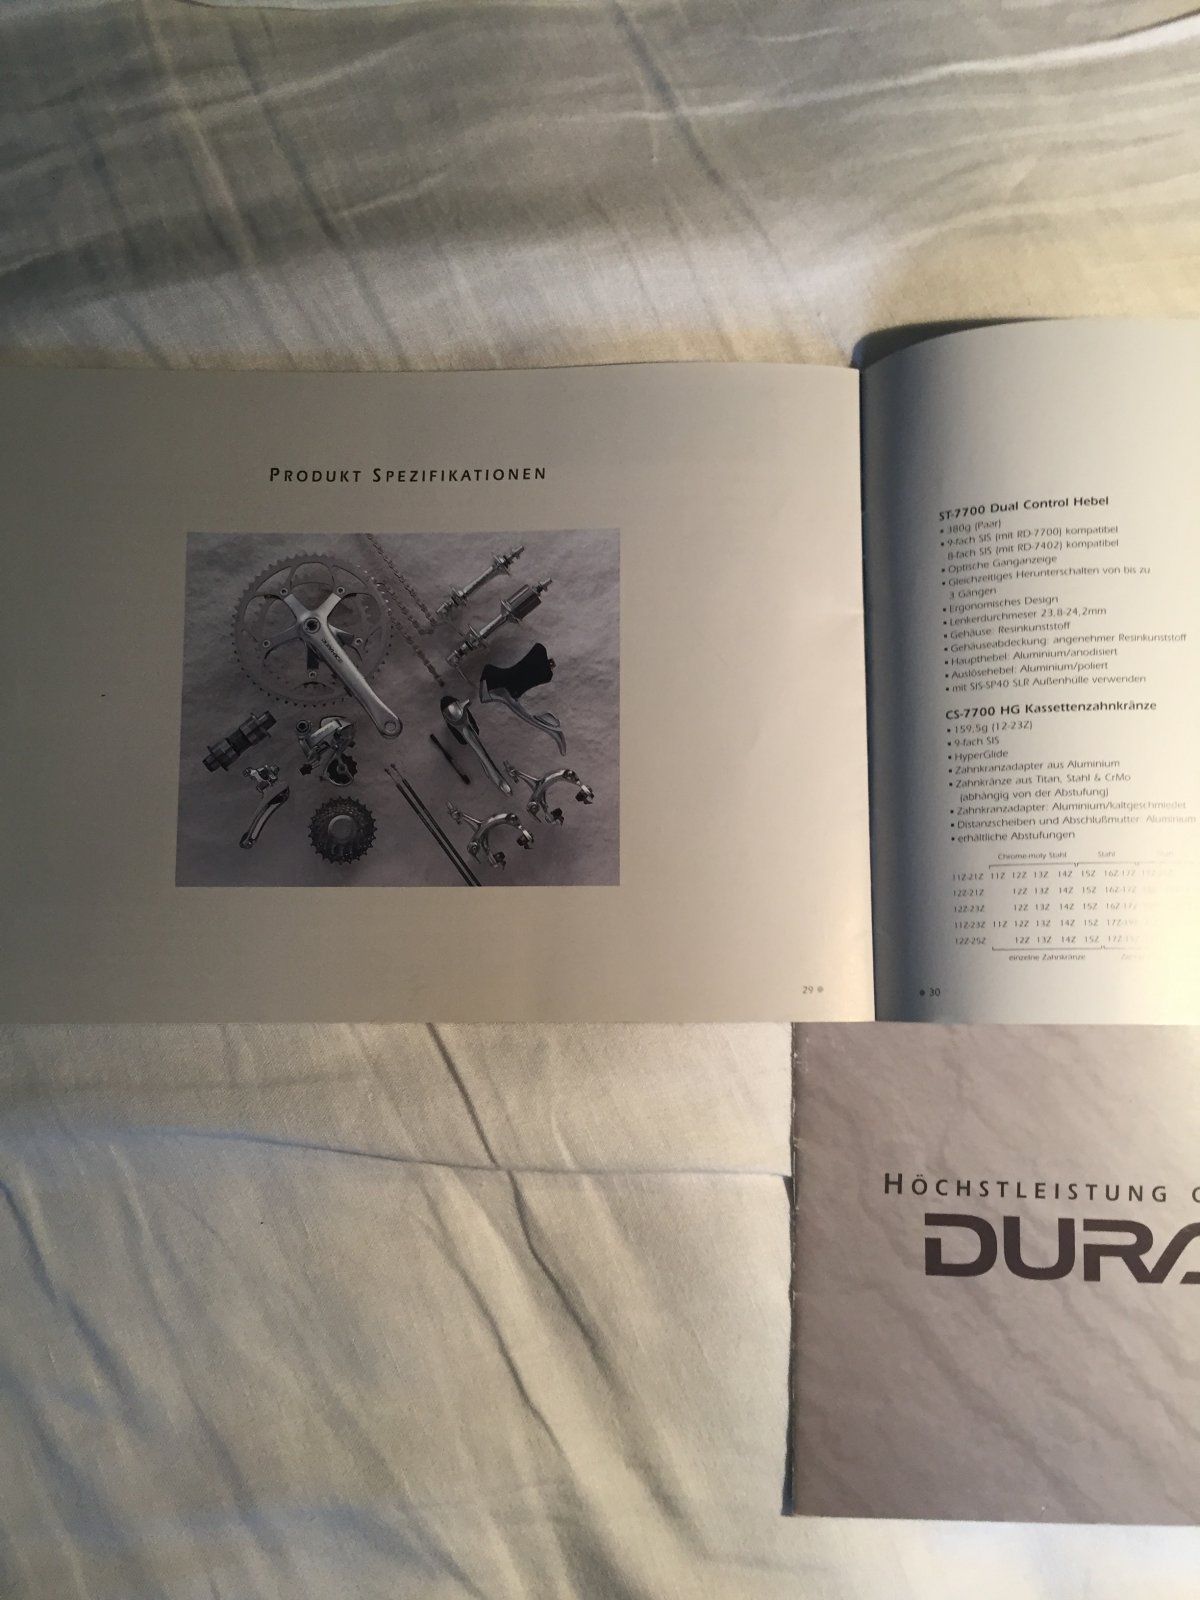 PRODUKT SPEZIFIKATIONEN
29
ST-7700 Dual Control Hebel
▪ 380g (Paar)
▪ 9-fach SIS (mit RD-7700) kompatibel
8-fach SIS (mit RD-7402) kompatibel
▪ Optische Ganganzeige
▪ Gleichzeitiges Herunterschalten von bis zu
3 Gängen
▪ Ergonomisches Design
▪ Lenkerdurchmeser 23,8-24,2mm
▪ Gehäuse: Resinkunststoff
▪ Gehäuseabdeckung: angenehmer Resinkunststoff
▪ Haupthebel: Aluminium/anodisiert
▪ Auslösehebel: Aluminium/poliert
▪ mit SIS-SP40 SLR Außenhülle verwenden
CS-7700 HG Kassettenzahnkränze
▪ 159,5g (12-23Z)
▪ 9-fach SIS
▪ HyperGlide
▪ Zahnkranzadapter aus Aluminium
▪ Zahnkränze aus Titan, Stahl & CrMo
(abhängig von der Abstufung)
▪ Zahnkranzadapter: Aluminium/kaltgeschmiedet
▪ Distanzscheiben und Abschlußmutter: Aluminium
▪ erhältliche Abstufungen
Chrome-moly Stahl Stahl
11Z-21Z 11Z 12Z 13Z 14Z 15Z 16Z-17Z
12Z-21Z 12Z 13Z 14Z 15Z 16Z-17Z
12Z-23Z 12Z 13Z 14Z 15Z 16Z-17Z
11Z-23Z 11Z 12Z 13Z 14Z 15Z 17Z-19Z
12Z-25Z 12Z 13Z 14Z 15Z
einzelne Zahnkränze
30
HÖCHSTLEISTUNG
DURA